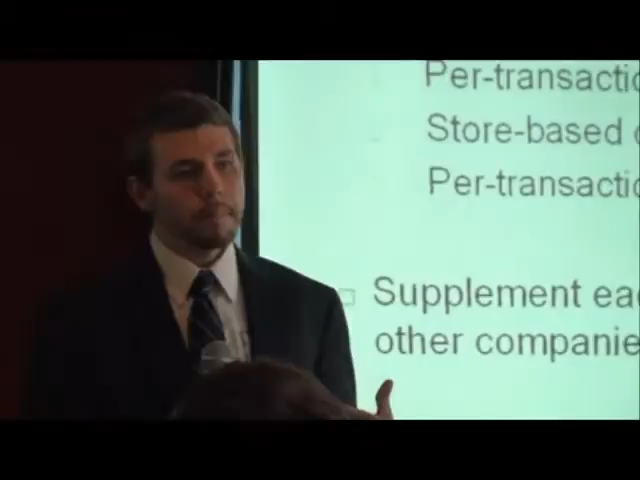 Per-transactio
Store-based
Per-transactio
Supplement ea
other companie